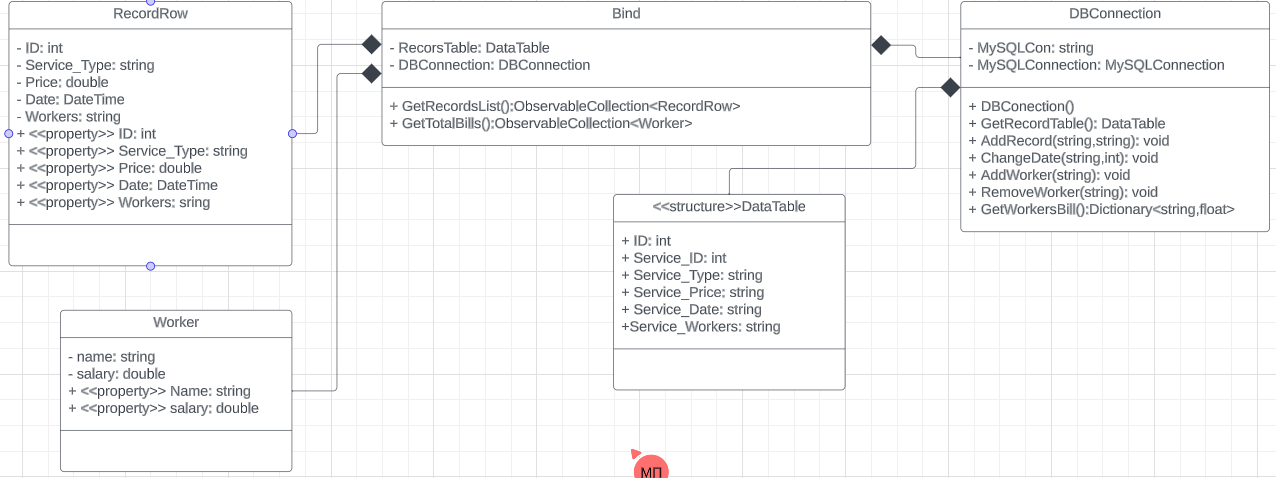 RecordRow
- ID: int
- Service_Type: string
- Price: double
- Date: DateTime
- Workers: string
+ <<property>> ID: int
+ <<property>> Service_Type: string
+ <<property>> Price: double
+ <<property>> Date: DateTime
+ <<property>> Workers: sring
Bind
- RecorsTable: DataTable
- DBConnection: DBConnection
+ GetRecordsList():ObservableCollection<RecordRow>
+ GetTotalBills():ObservableCollection<Worker>
DBConnection
- MySQLCon: string
- MySQLConnection: MySQLConnection
+ DBConection()
+ GetRecordTable(): DataTable
+ AddRecord(string,string): void
+ ChangeDate(string,int): void
+ AddWorker(string): void
+ RemoveWorker(string): void
+ GetWorkersBill():Dictionary<string,float>
<<structure>>DataTable
+ ID: int
+ Service_ID: int
+ Service_Type: string
+ Service_Price: string
+ Service_Date: string
+Service_Workers: string
Worker
- name: string
- salary: double
+ <<property>> Name: string
+ <<property>> salary: double
МП